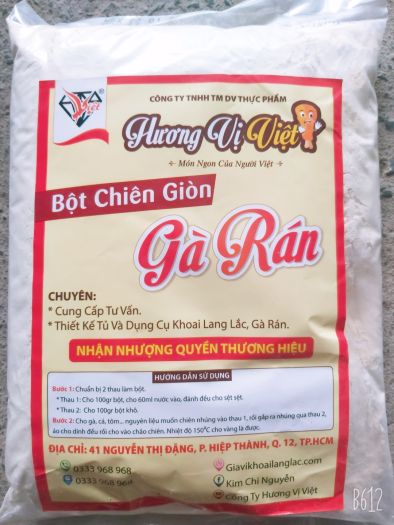 Việt ®
CÔNG TY TNHH TM DV THỰC PHẨM
Hương Vị Việt
Món Ngon Của Người Việt
Bột Chiên Giòn
Gà Rán
CHUYÊN:
* Cung Cấp Tư Vấn.
* Thiết Kế Tủ Và Dụng Cụ Khoai Lang Lắc, Gà Rán.
NHẬN NHƯỢNG QUYỀN THƯƠNG HIỆU
HƯỚNG DẪN SỬ DỤNG
Bước 1: Chuẩn bị 2 thau làm bột.
* Thau 1: Cho 100gr bột, cho 60ml nước vào, đánh đều cho sệt sệt.
* Thau 2: Cho 100gr bột khô.
Bước 2: Cho gà, cá, tôm... nguyên liệu muốn chiên nhúng vào thau 1, rồi gắp ra nhúng qua thau 2,
áo cho dính đều rồi cho vào chảo chiên. Nhiệt độ 150°C cho vàng là được.
ĐỊA CHỈ: 41 NGUYỄN THỊ ĐẶNG, P. HIỆP THÀNH, Q. 12, TP.HCM
0333 968 968 Giavikhoailanglac.com
0333 968 968 Kim Chi Nguyễn
Công Ty Hương Vị Việt
B612